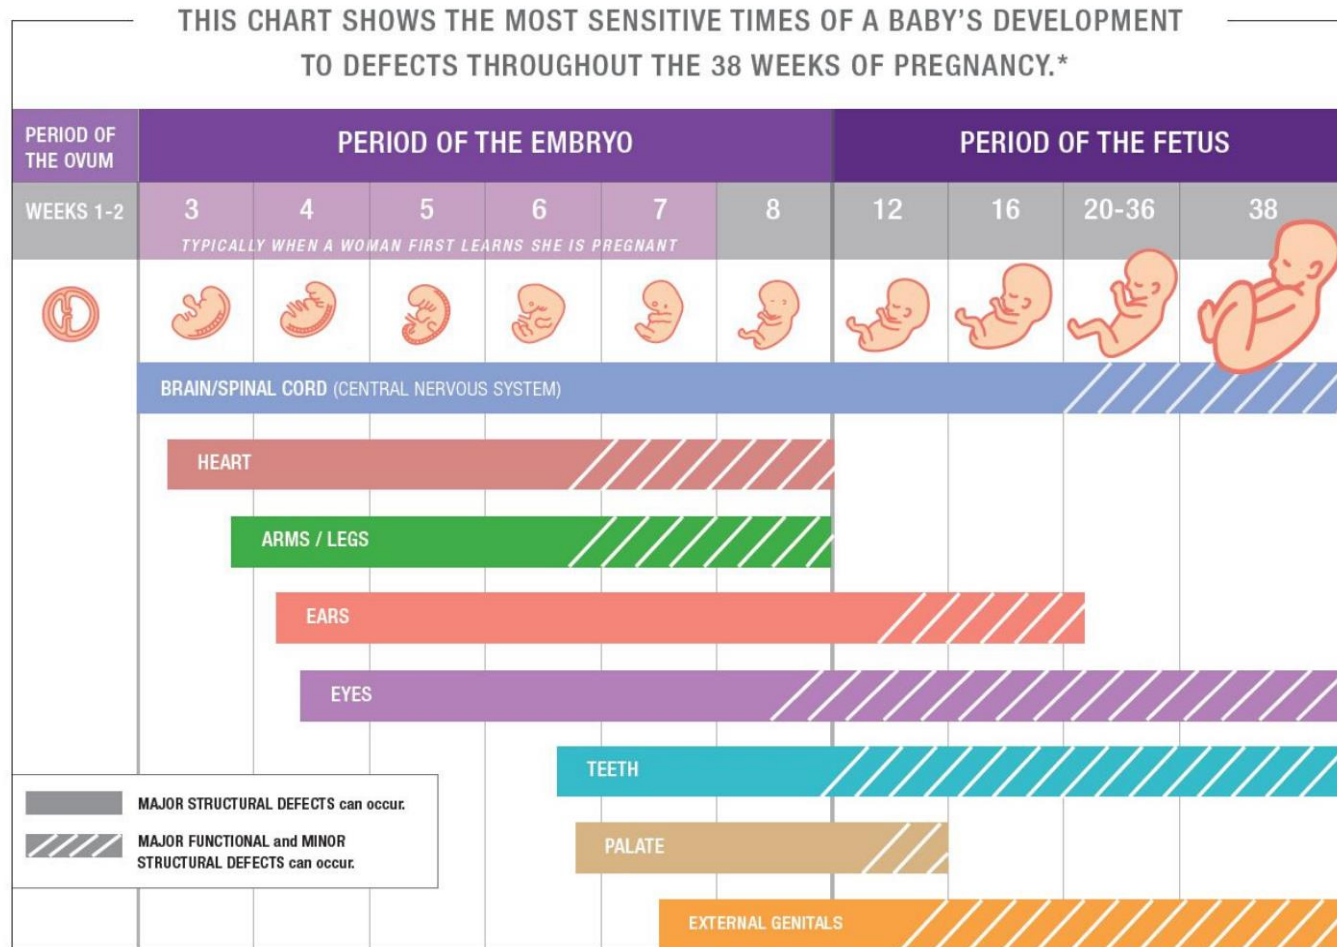 THIS CHART SHOWS THE MOST SENSITIVE TIMES OF A BABY'S DEVELOPMENT
TO DEFECTS THROUGHOUT THE 38 WEEKS OF PREGNANCY.*
PERIOD OF
THE OVUM
PERIOD OF THE EMBRYO
PERIOD OF THE FETUS
WEEKS 1-2
3
4
5
6
7
8
12
16
20-36
38
TYPICALLY WHEN A WOMAN FIRST LEARNS SHE IS PREGNANT
BRAIN/SPINAL CORD (CENTRAL NERVOUS SYSTEM)
HEART
ARMS / LEGS
EARS
EYES
TEETH
PALATE
EXTERNAL GENITALS
MAJOR STRUCTURAL DEFECTS can occur.
MAJOR FUNCTIONAL and MINOR
STRUCTURAL DEFECTS can occur.